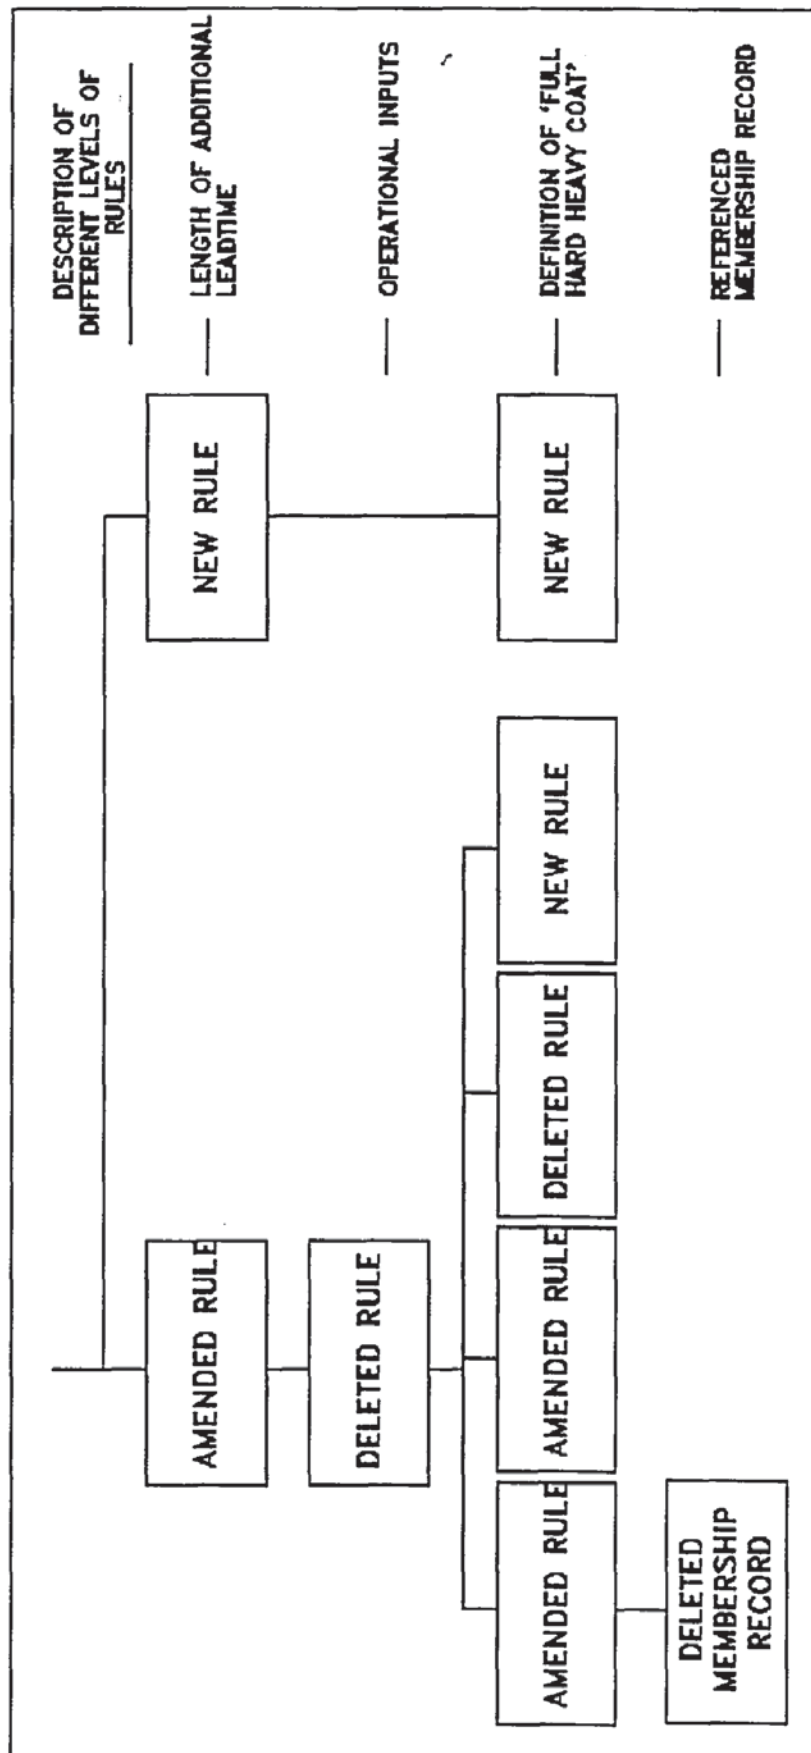 DESCRIPTION OF
DIFFERENT LEVELS OF
RULES
AMENDED RULE
NEW RULE
— LENGTH OF ADDITIONAL
LEADTIME
DELETED RULE
— OPERATIONAL INPUTS
AMENDED RULE
AMENDED RULE
DELETED RULE
NEW RULE
NEW RULE
— DEFINITION OF 'FULL
HARD HEAVY COAT'
DELETED
MEMBERSHIP
RECORD
— REFERENCED
MEMBERSHIP RECORD